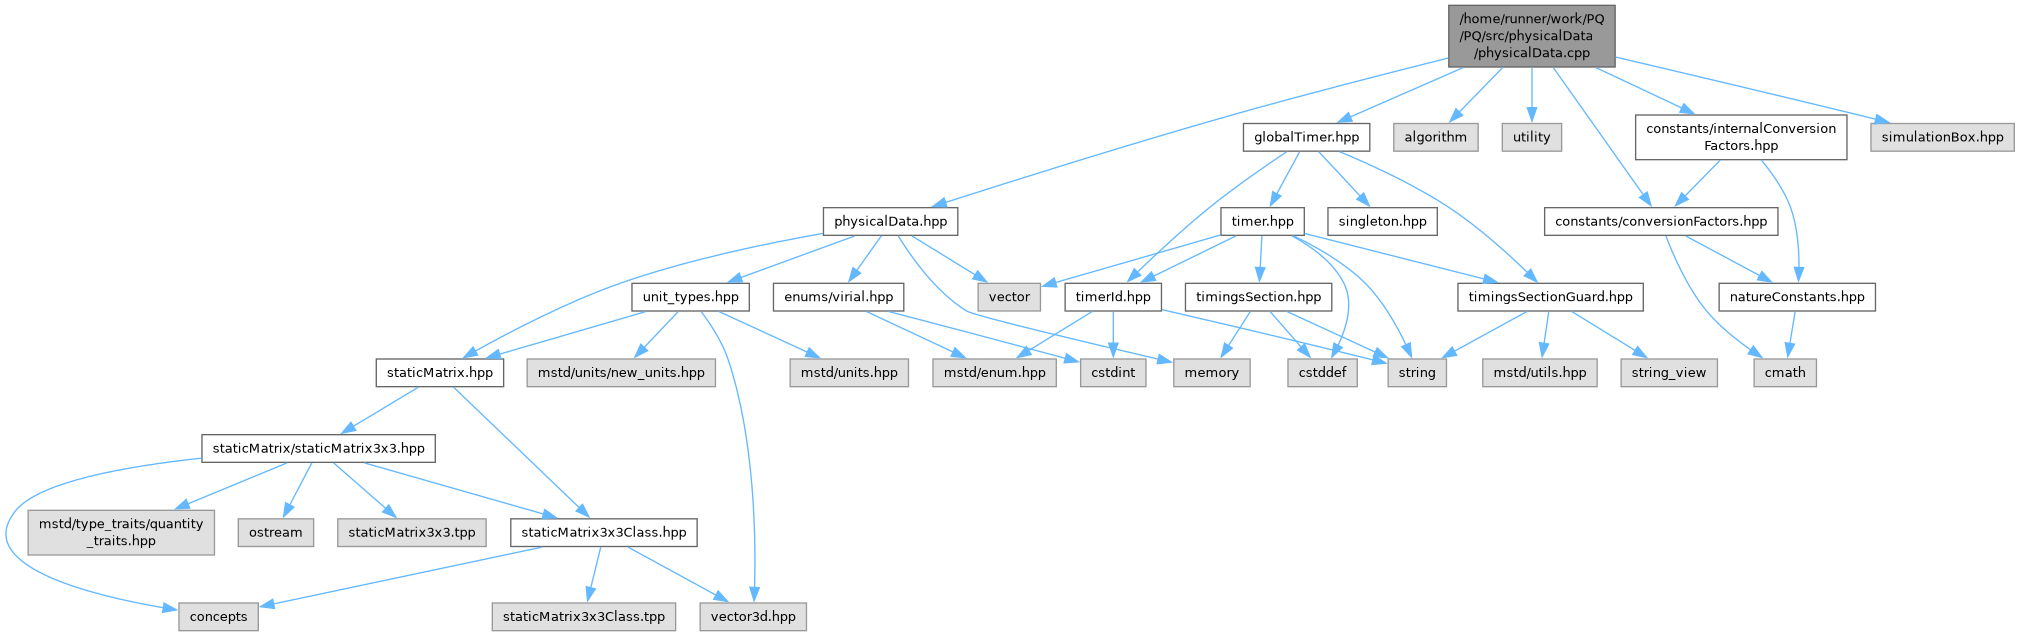 /home/runner/work/PQ
/PQ/src/physicalData
/physicalData.cpp
globalTimer.hpp
algorithm
utility
constants/internalConversion
Factors.hpp
simulationBox.hpp
physicalData.hpp
timer.hpp
singleton.hpp
constants/conversionFactors.hpp
unit_types.hpp
enums/virial.hpp
vector
timerId.hpp
timingsSection.hpp
timingsSectionGuard.hpp
natureConstants.hpp
staticMatrix.hpp
mstd/units/new_units.hpp
mstd/units.hpp
mstd/enum.hpp
cstdint
memory
cstddef
string
mstd/utils.hpp
string_view
cmath
staticMatrix/staticMatrix3x3.hpp
mstd/type_traits/quantity
_traits.hpp
ostream
staticMatrix3x3.tpp
staticMatrix3x3Class.hpp
concepts
staticMatrix3x3Class.tpp
vector3d.hpp